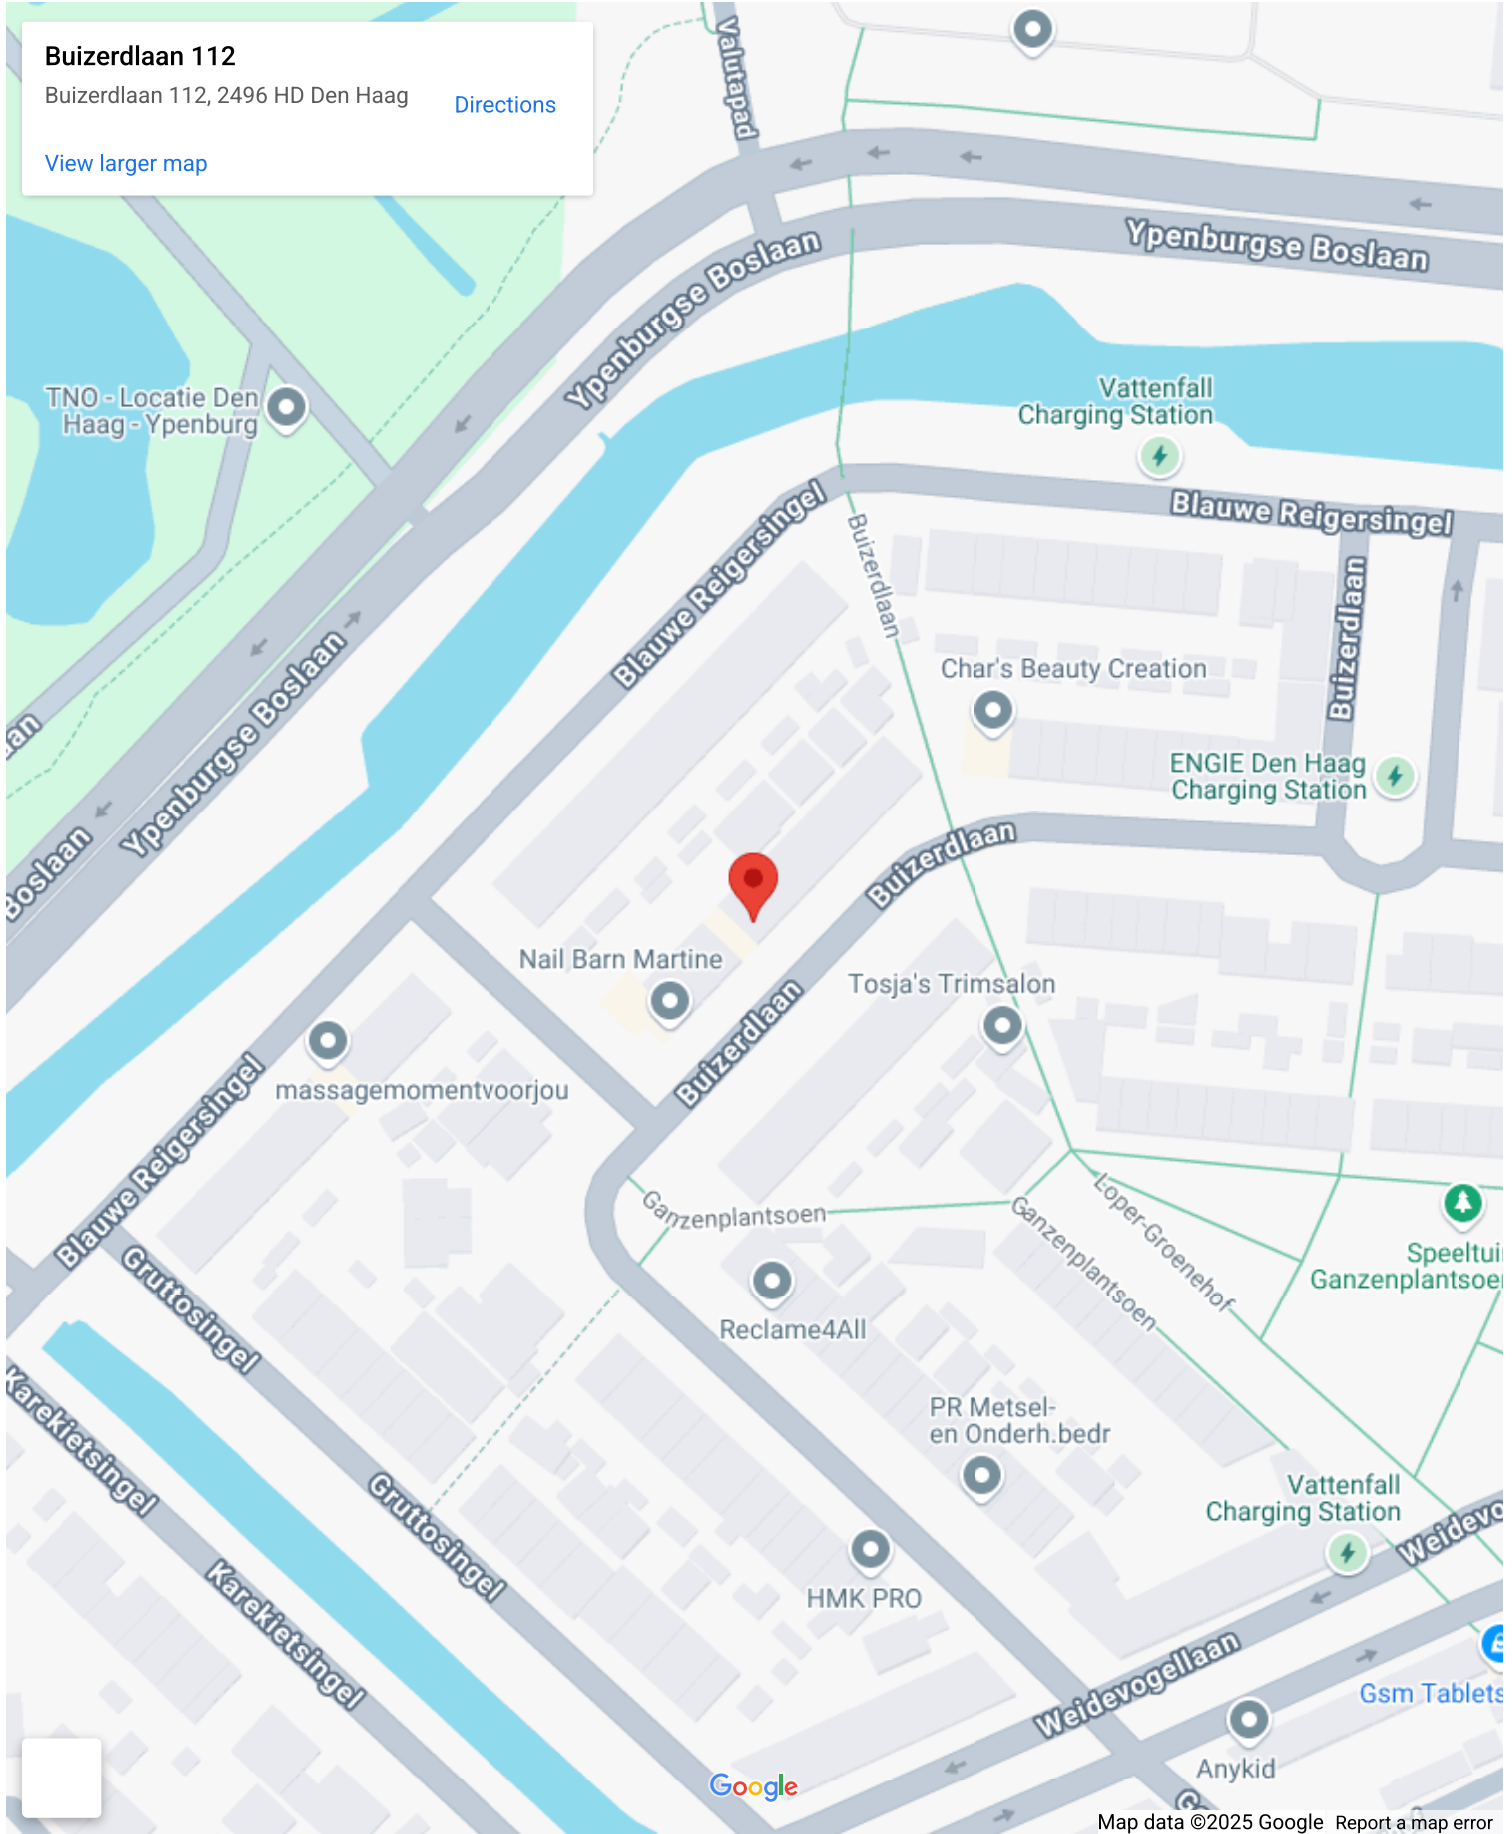 Buizerdlaan 112
Buizerdlaan 112, 2496 HD Den Haag
Directions
View larger map
Valutapad
Ypenburgse Boslaan
Ypenburgse Boslaan
TNO - Locatie Den
Haag - Ypenburg
Vattenfall
Charging Station
Blauwe Reigersingel
Blauwe Reigersingel
Buizerdlaan
Buizerdlaan
Char's Beauty Creation
ENGIE Den Haag
Charging Station
Ypenburgse Boslaan
Boslaan
Buizerdlaan
Nail Barn Martine
Tosja's Trimsalon
Buizerdlaan
massagemomentvoorjou
Blauwe Reigersingel
Ganzenplantsoen
Ganzenplantsoen
Loper-Groenehof
Speeltui
Ganzenplantsoe
Gruttosingel
Reclame4All
Karekietsingel
PR Metsel-
en Onderh.bedr
Vattenfall
Charging Station
Weidevo
Gruttosingel
HMK PRO
Karekietsingel
Weidevogellaan
Gsm Tablets
Anykid
Google
Map data ©2025 Google
Report a map error